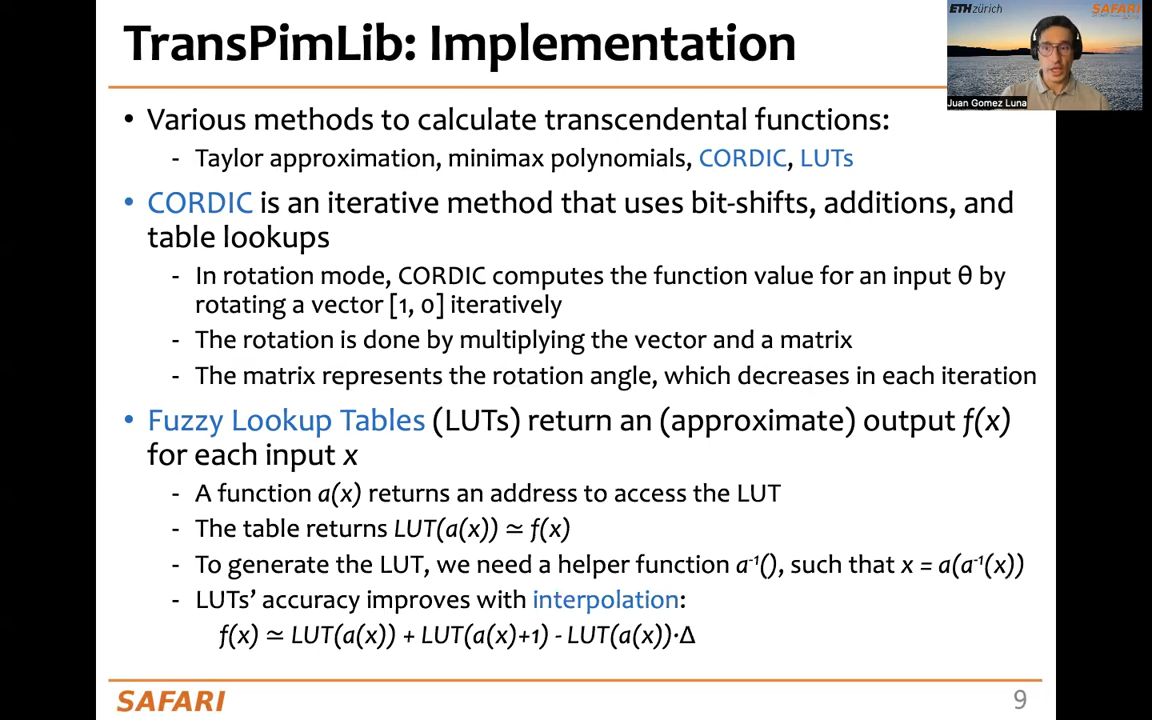 TransPimLib: Implementation
ETHzürich
SAFARI
Juan Gomez Luna
• Various methods to calculate transcendental functions:
- Taylor approximation, minimax polynomials, CORDIC, LUTs
• CORDIC is an iterative method that uses bit-shifts, additions, and
table lookups
- In rotation mode, CORDIC computes the function value for an input θ by
rotating a vector [1, 0] iteratively
- The rotation is done by multiplying the vector and a matrix
- The matrix represents the rotation angle, which decreases in each iteration
• Fuzzy Lookup Tables (LUTs) return an (approximate) output f(x)
for each input x
- A function a(x) returns an address to access the LUT
- The table returns LUT(a(x)) ≃ f(x)
- To generate the LUT, we need a helper function a⁻¹(), such that x = a(a⁻¹(x))
- LUTs’ accuracy improves with interpolation:
f(x) ≃ LUT(a(x)) + LUT(a(x)+1) - LUT(a(x))·Δ
SAFARI
9